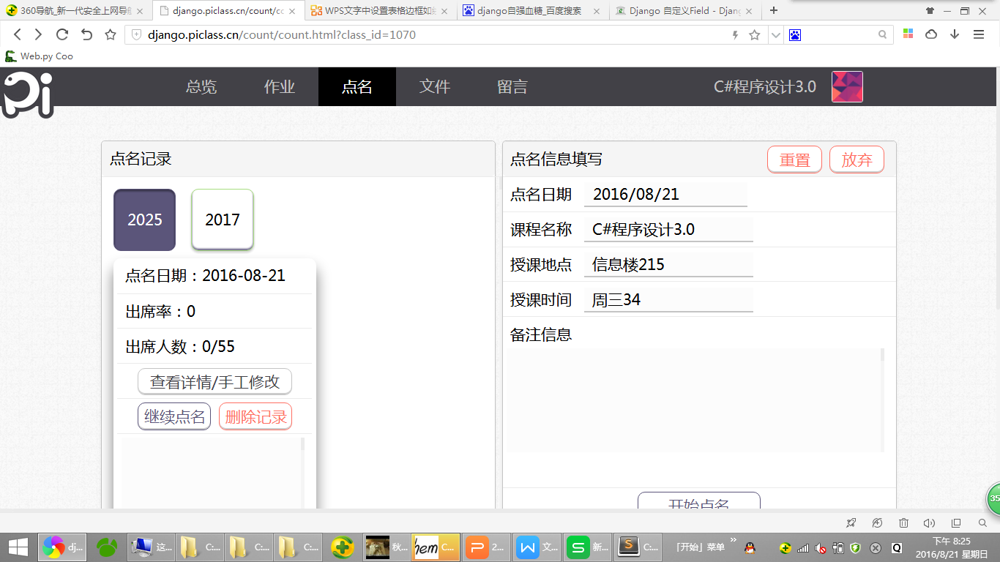 360导航_新一代安全上网导航
django.piclass.cn/count/co
WPS文字中设置表格边框如
django自强血糖_百度搜索
Django 自定义Field - Djang
django.piclass.cn/count/count.html?class_id=1070
Web.py Coo
Pi
总览
作业
点名
文件
留言
C#程序设计3.0
点名记录
2025
2017
点名日期：2016-08-21
出席率：0
出席人数：0/55
查看详情/手工修改
继续点名
删除记录
点名信息填写
重置
放弃
点名日期
2016/08/21
课程名称
C#程序设计3.0
授课地点
信息楼215
授课时间
周三34
备注信息
开始点名
35
dj...
这...
C:...
C:...
C:...
秋...
hem
C...
2...
文...
新...
C:...
「开始」菜单
下午 8:25
2016/8/21 星期日